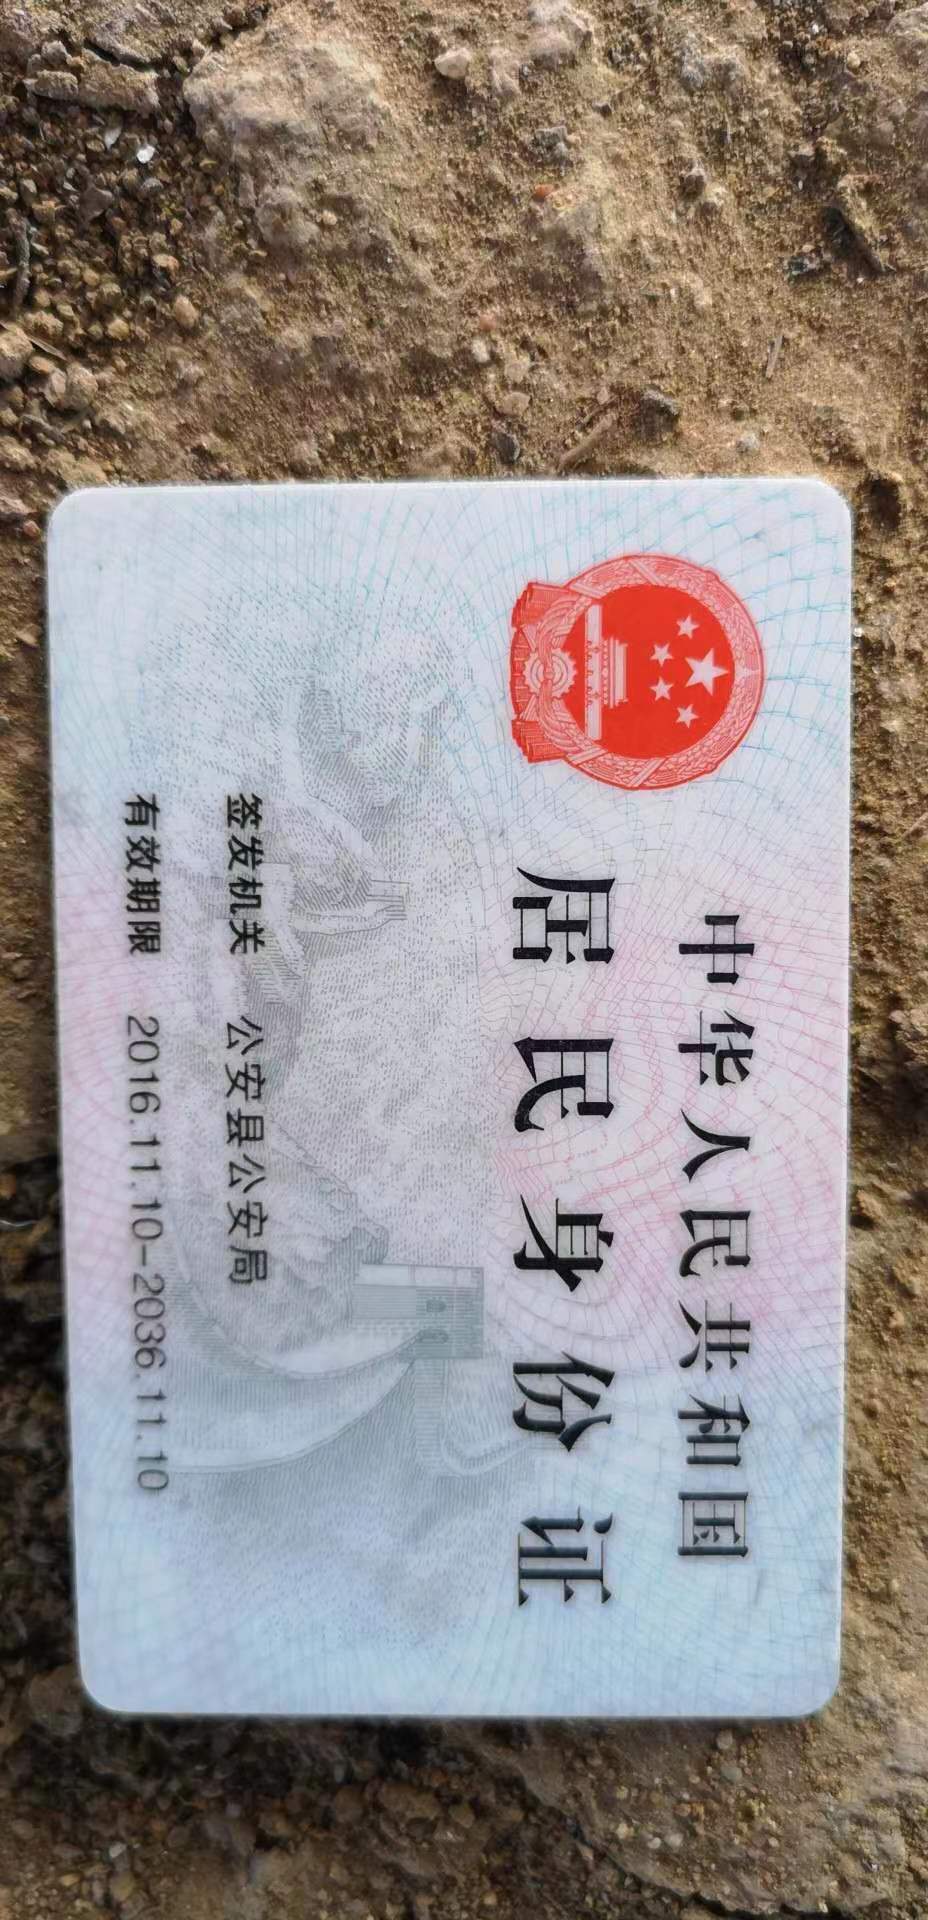 中华人民共和国
居民身份证
签发机关 公安县公安局
有效期限 2016.11.10-2036.11.10